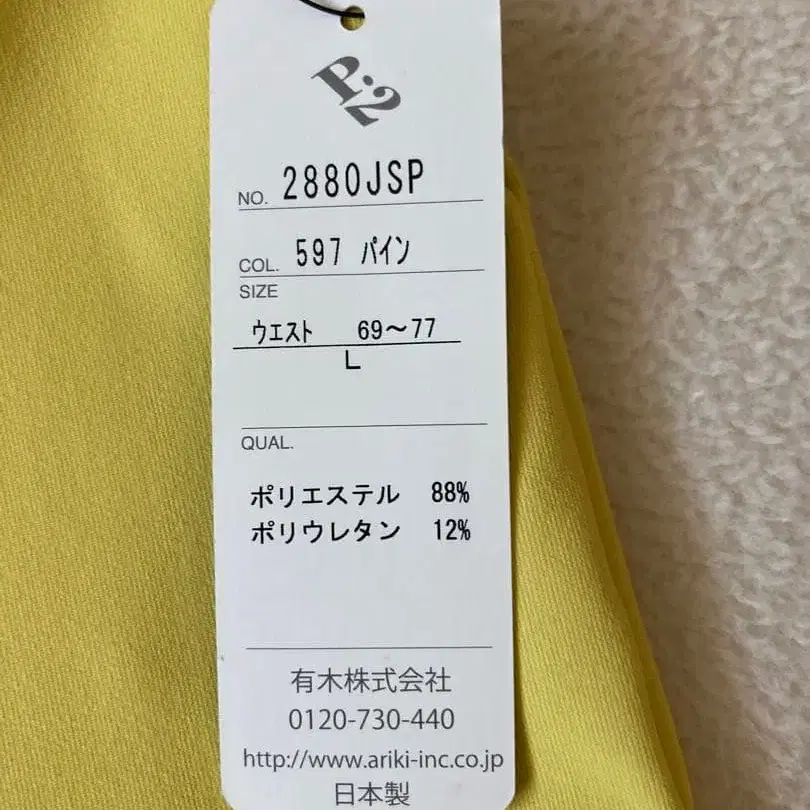 P.2
NO. 2880JSP
COL. 597 パイン
SIZE
ウエスト 69～77
L
QUAL.
ポリエステル 88%
ポリウレタン 12%
有木株式会社
0120-730-440
http://www.ariki-inc.co.jp
日本製